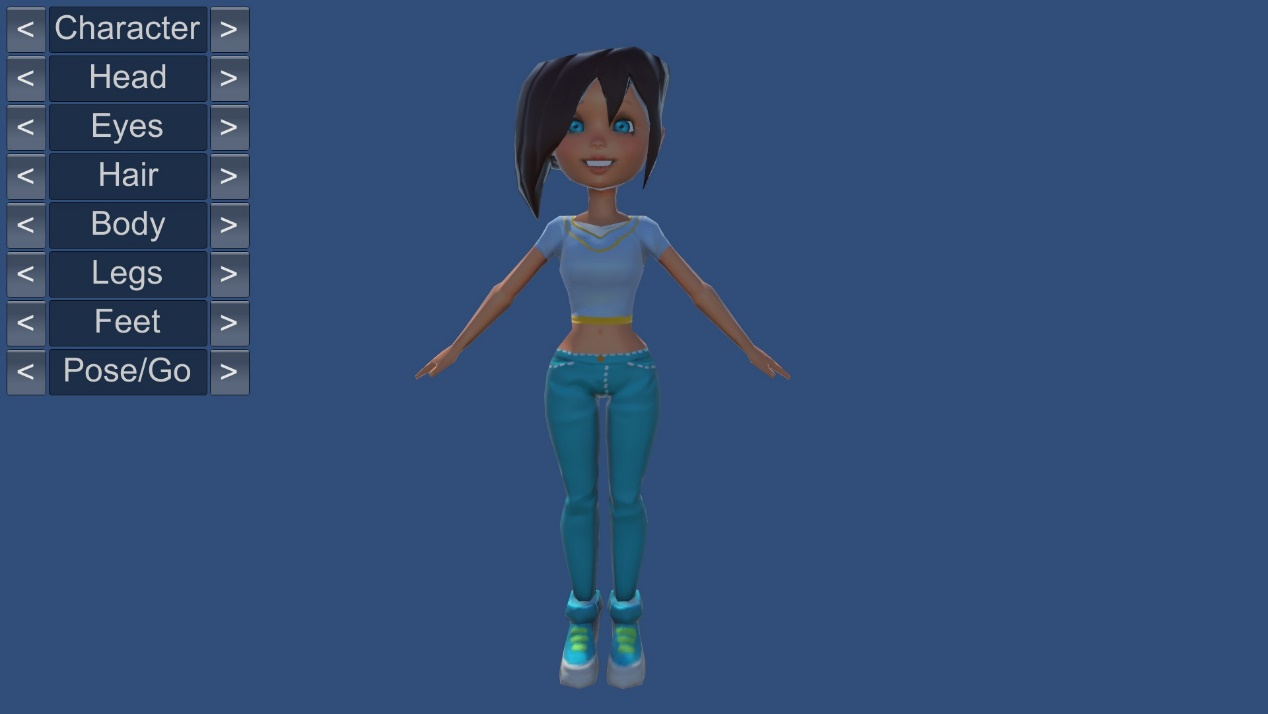 < Character >
< Head >
< Eyes >
< Hair >
< Body >
< Legs >
< Feet >
< Pose/Go >